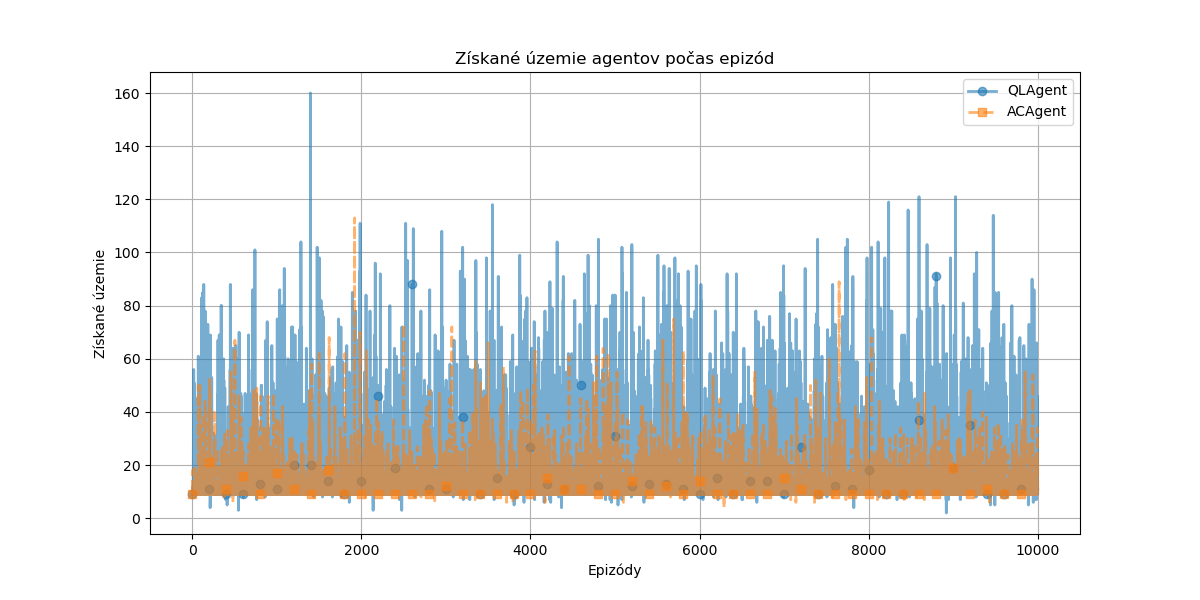 Získané územie agentov počas epizód
QLAgent
ACAgent
Získané územie
160
140
120
100
80
60
40
20
0
0 2000 4000 6000 8000 10000
Epizódy